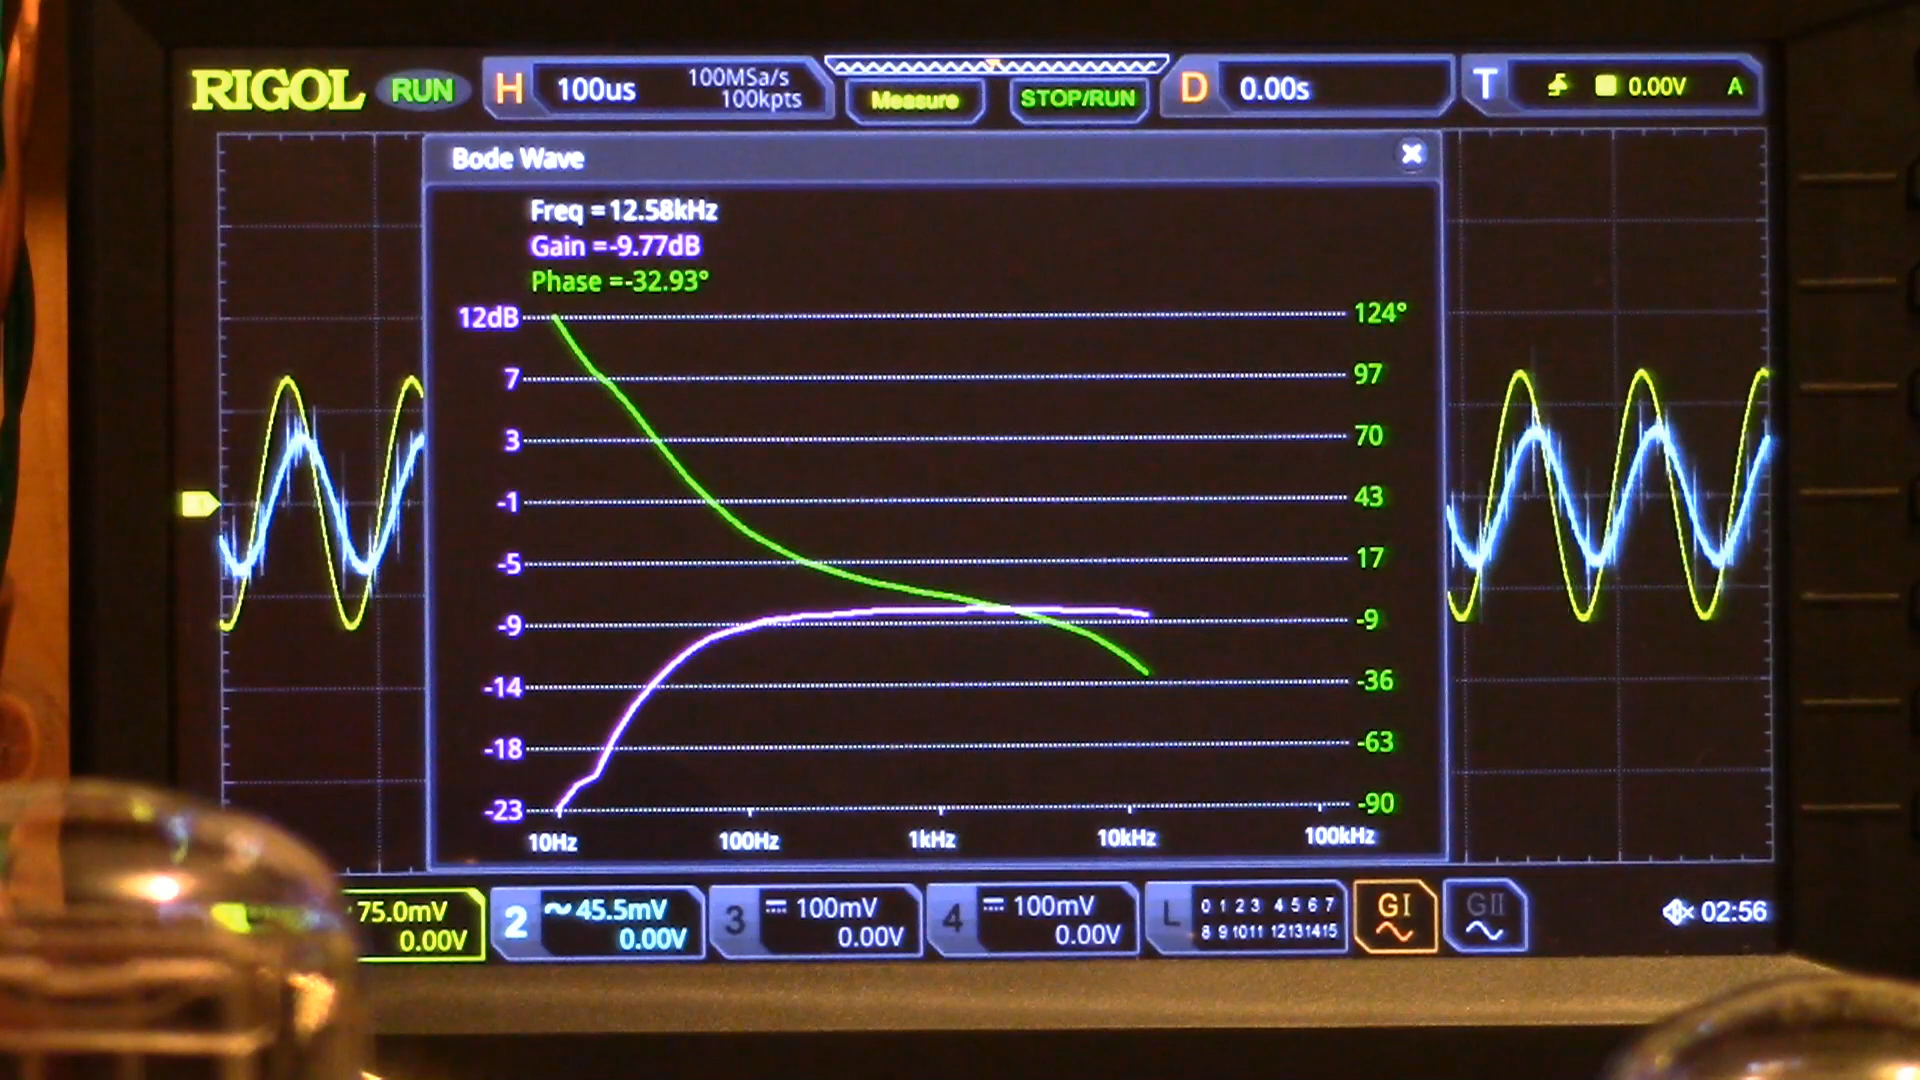 RIGOL RUN H 100us 100MSa/s 100kpts Measure STOP/RUN D 0.00s T 0.00V A
Bode Wave
Freq =12.58kHz
Gain =-9.77dB
Phase =-32.93°
12dB 124°
7 97
3 70
-1 43
-5 17
-9 -9
-14 -36
-18 -63
-23 -90
10Hz 100Hz 1kHz 10kHz 100kHz
75.0mV 2 45.5mV 3 100mV 4 100mV L 0 1 2 3 4 5 6 7 GI GII 02:56
0.00V 0.00V 0.00V 0.00V 8 9 10 11 12 13 14 15